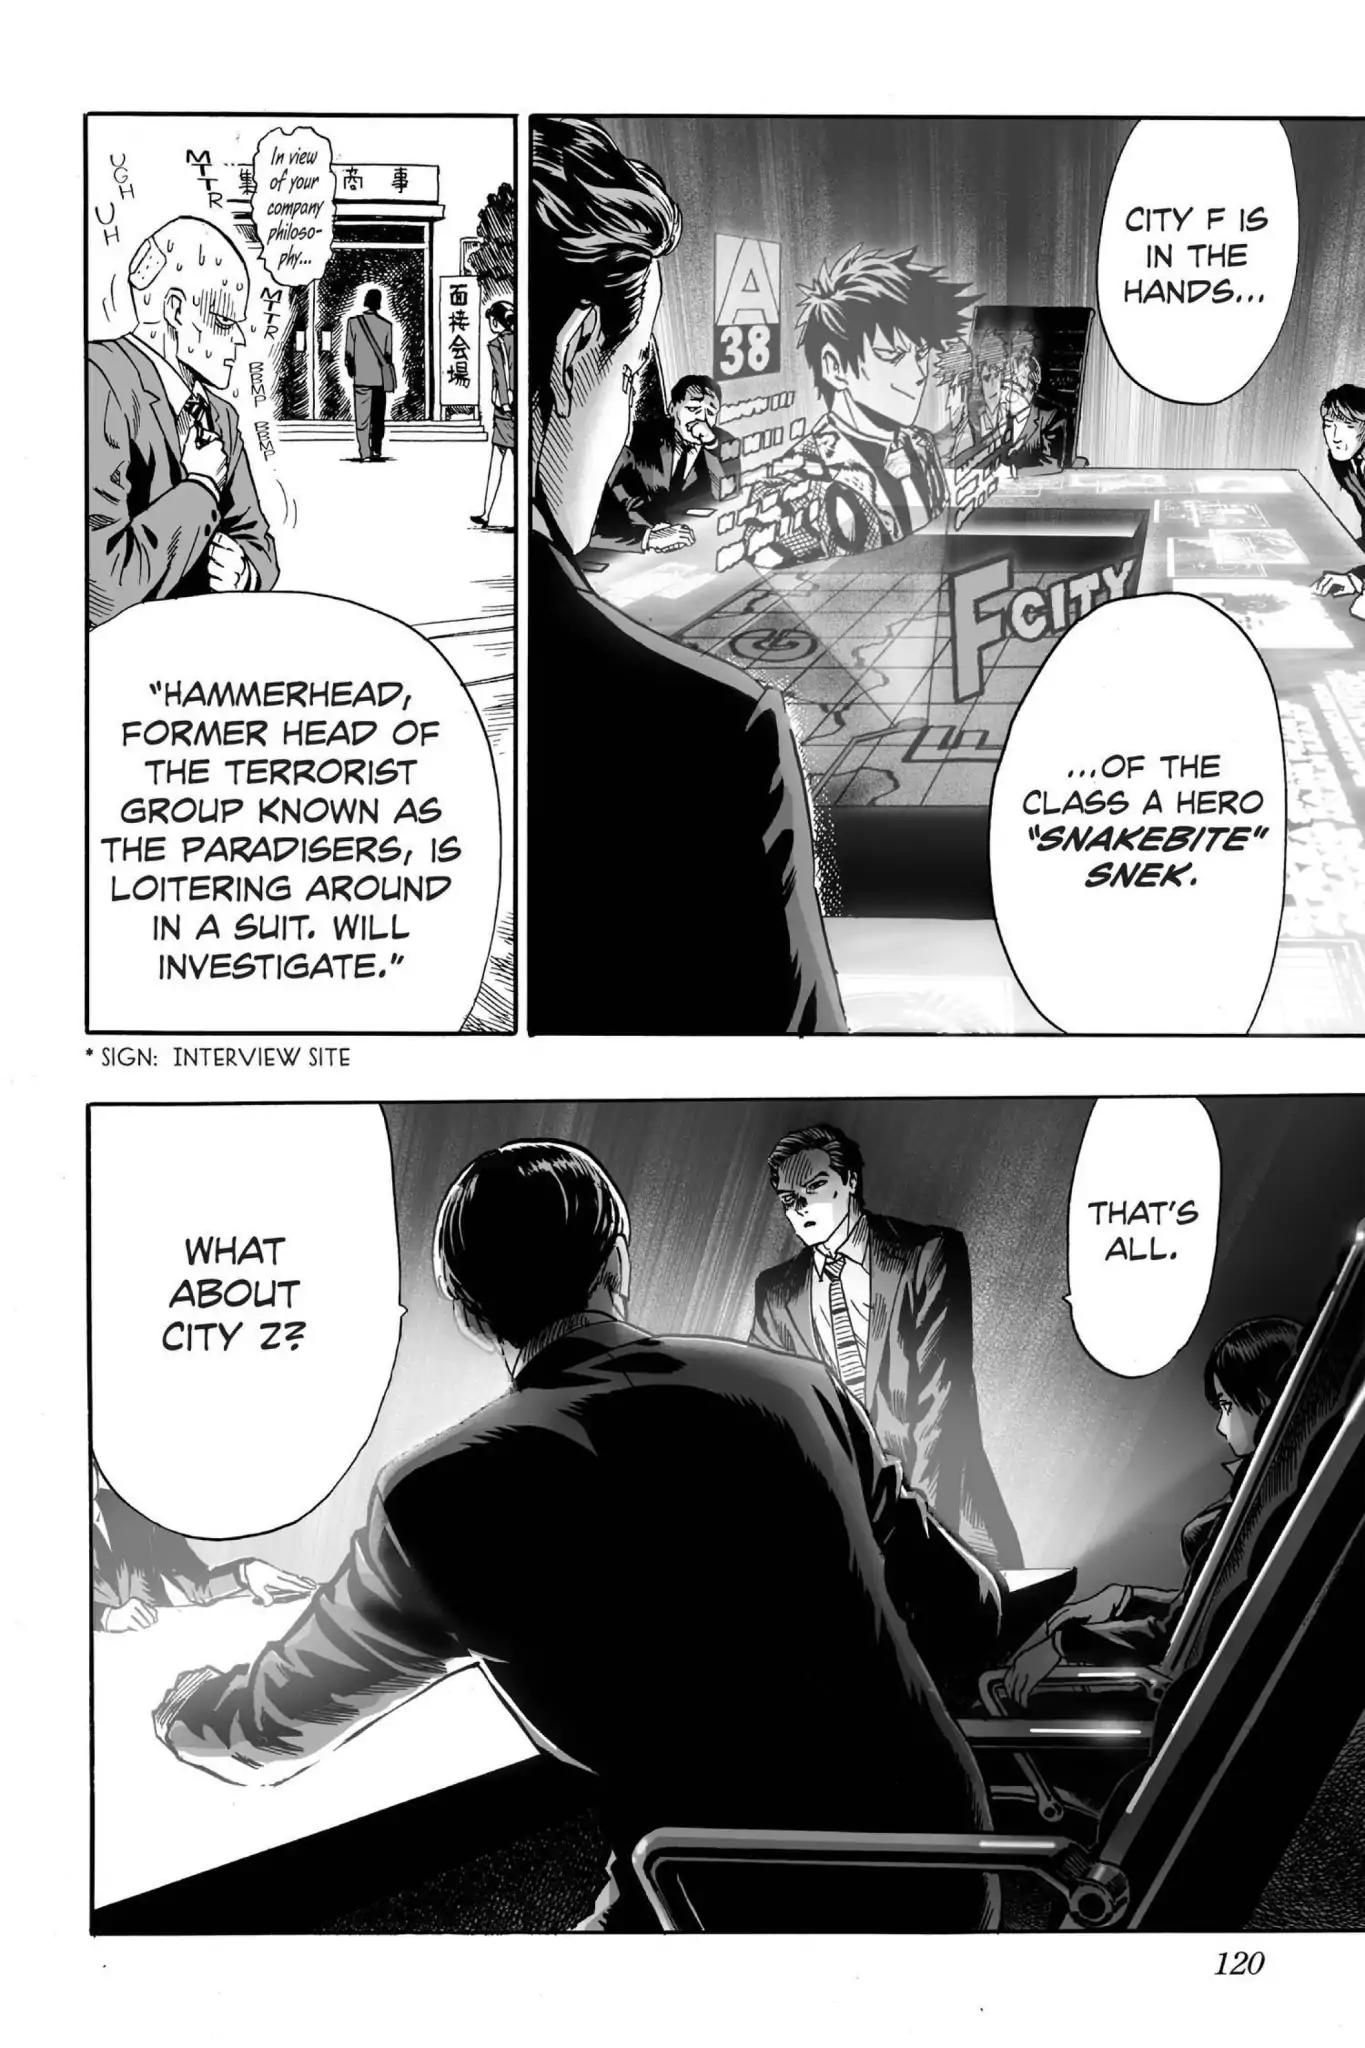 CITY F IS
IN THE
HANDS...
A
38
F CITY
...OF THE
CLASS A HERO
"SNAKEBITE"
SNEK.
In view
of your
company
philoso-
phy...
UGH
UH
MTTR
MTTR
BBMP
BBMP
商事
面接会場
"HAMMERHEAD,
FORMER HEAD OF
THE TERRORIST
GROUP KNOWN AS
THE PARADISERS, IS
LOITERING AROUND
IN A SUIT. WILL
INVESTIGATE."
* SIGN: INTERVIEW SITE
THAT'S
ALL.
WHAT
ABOUT
CITY Z?
120